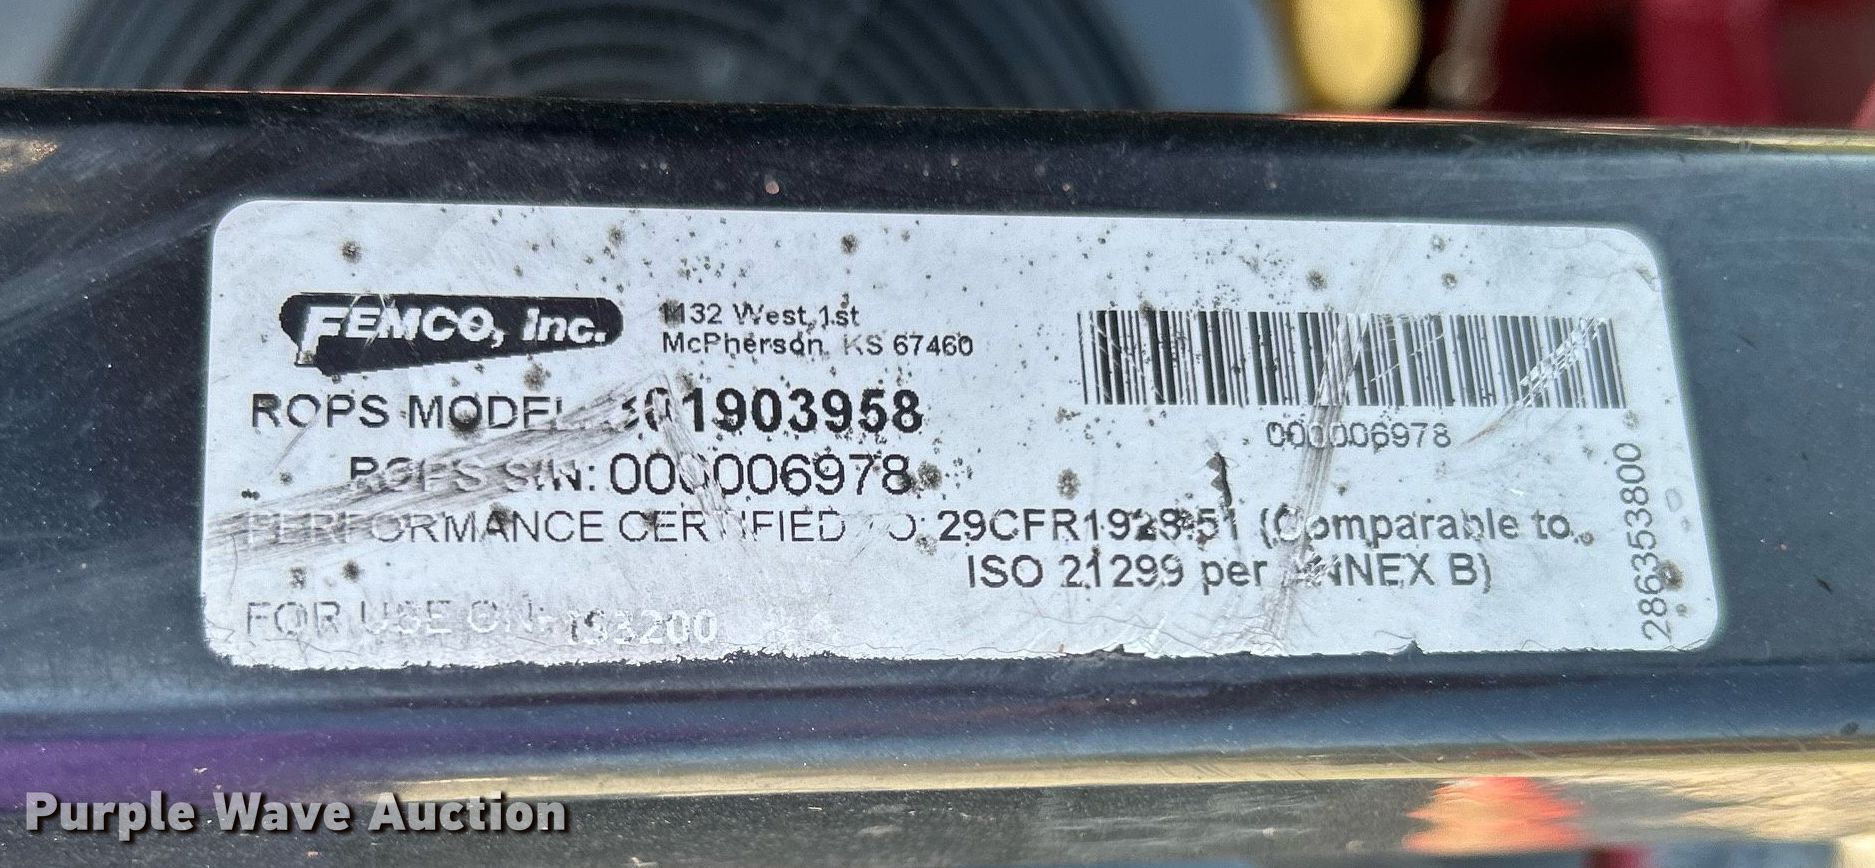 FEMCO, Inc.
1132 West 1st
McPherson, KS 67460
ROPS MODEL: 301903958
ROPS S/N: 000006978
000006978
PERFORMANCE CERTIFIED TO: 29CFR1928.51 (Comparable to
ISO 21299 per ANNEX B)
FOR USE ON:
286353800
Purple Wave Auction